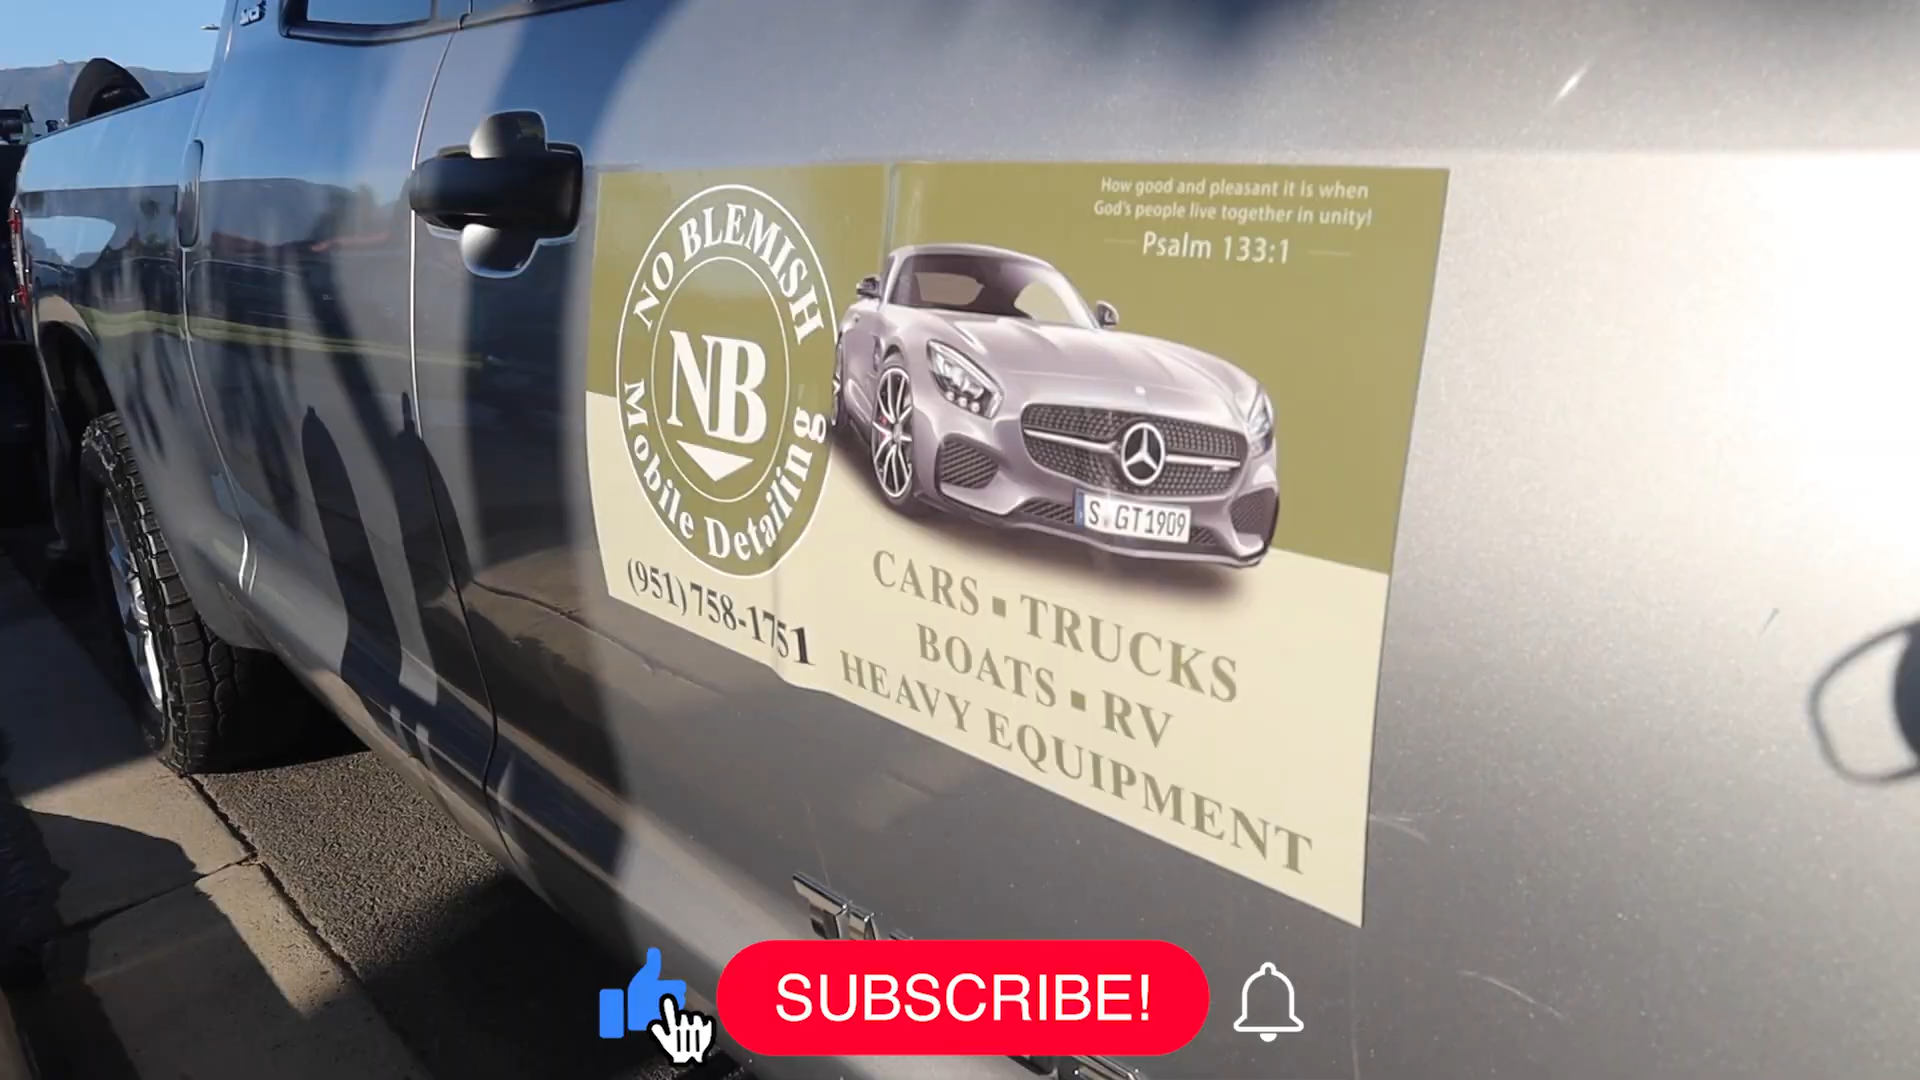 NO BLEMISH
NB
Mobile Detailing
(951) 758-1751
How good and pleasant it is when
God's people live together in unity!
Psalm 133:1
S GT1909
CARS ▪ TRUCKS
BOATS ▪ RV
HEAVY EQUIPMENT
SUBSCRIBE!